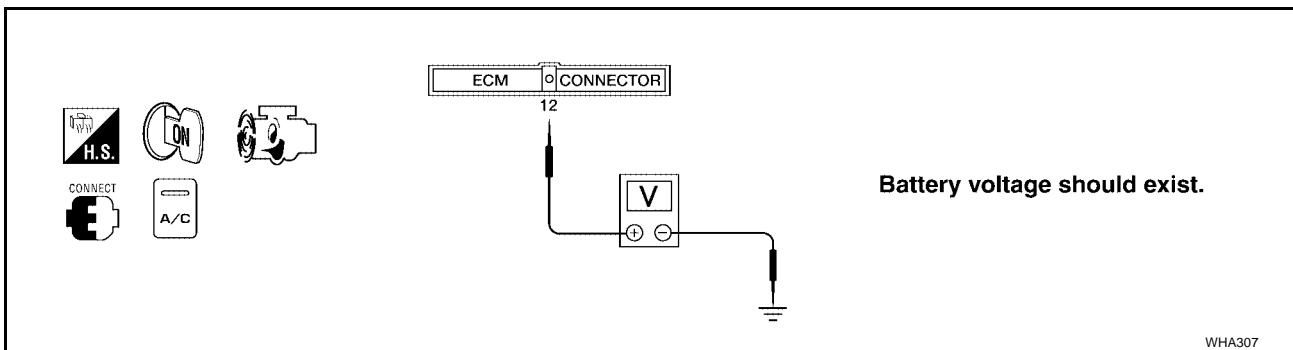 ECM CONNECTOR
12
H.S.
ON
CONNECT
A/C
V
+ −
Battery voltage should exist.
WHA307